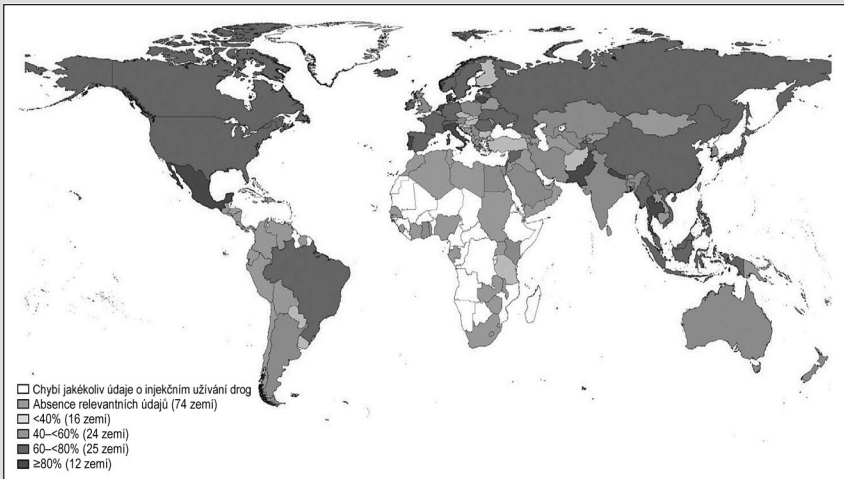 Chybí jakékoliv údaje o injekčním užívání drog
Absence relevantních údajů (74 zemí)
<40% (16 zemí)
40–<60% (24 zemí)
60–<80% (25 zemí)
≥80% (12 zemí)